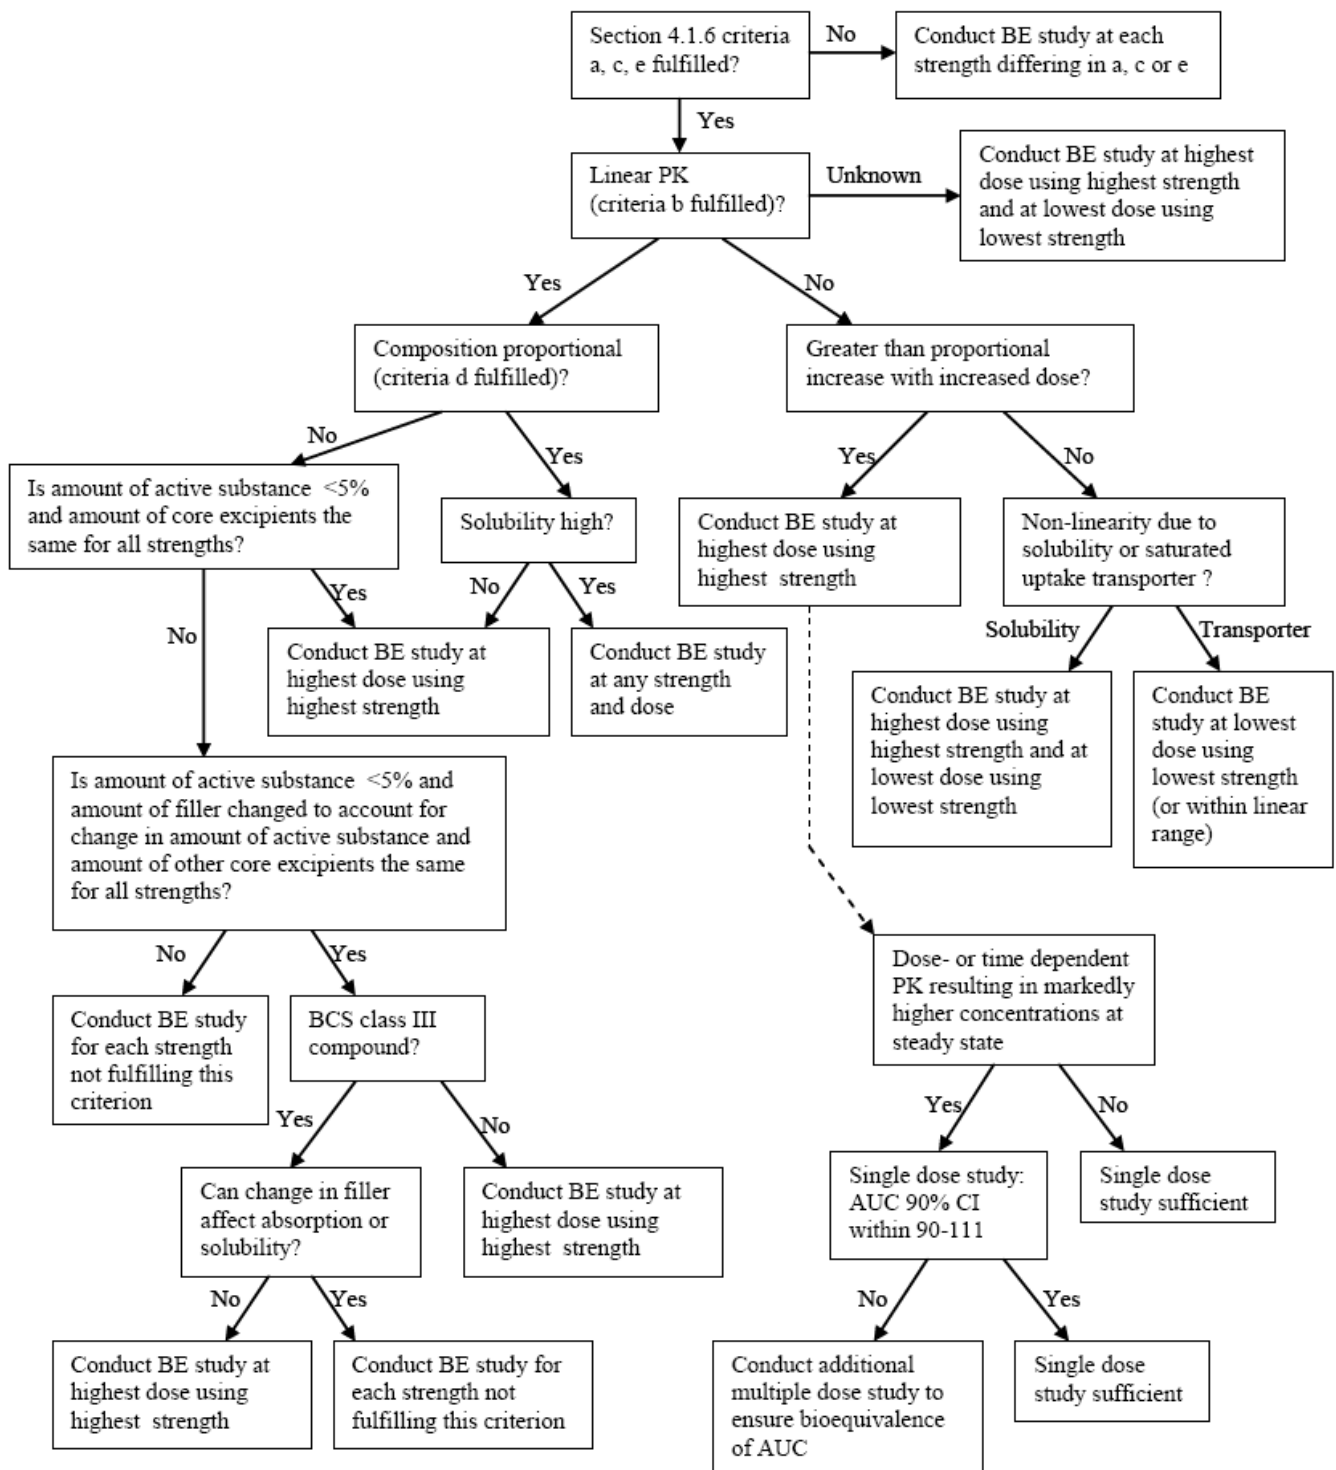 Section 4.1.6 criteria
a, c, e fulfilled?
No
Conduct BE study at each
strength differing in a, c or e
Yes
Linear PK
(criteria b fulfilled)?
Unknown
Conduct BE study at highest
dose using highest strength
and at lowest dose using
lowest strength
Yes
No
Composition proportional
(criteria d fulfilled)?
Greater than proportional
increase with increased dose?
No
Yes
Yes
No
Is amount of active substance <5%
and amount of core excipients the
same for all strengths?
Solubility high?
Conduct BE study at
highest dose using
highest strength
Non-linearity due to
solubility or saturated
uptake transporter ?
No
Yes
No
Yes
Solubility
Transporter
Conduct BE study at
highest dose using
highest strength
Conduct BE study
at any strength
and dose
Conduct BE study at
highest dose using
highest strength and at
lowest dose using
lowest strength
Conduct BE
study at lowest
dose using
lowest strength
(or within linear
range)
Is amount of active substance <5% and
amount of filler changed to account for
change in amount of active substance and
amount of other core excipients the same
for all strengths?
No
Yes
Dose- or time dependent
PK resulting in markedly
higher concentrations at
steady state
Conduct BE study
for each strength
not fulfilling this
criterion
BCS class III
compound?
Yes
No
Yes
No
Can change in filler
affect absorption or
solubility?
Conduct BE study at
highest dose using
highest strength
Single dose study:
AUC 90% CI
within 90-111
Single dose
study sufficient
No
Yes
No
Yes
Conduct BE study at
highest dose using
highest strength
Conduct BE study for
each strength not
fulfilling this criterion
Conduct additional
multiple dose study to
ensure bioequivalence
of AUC
Single dose
study sufficient